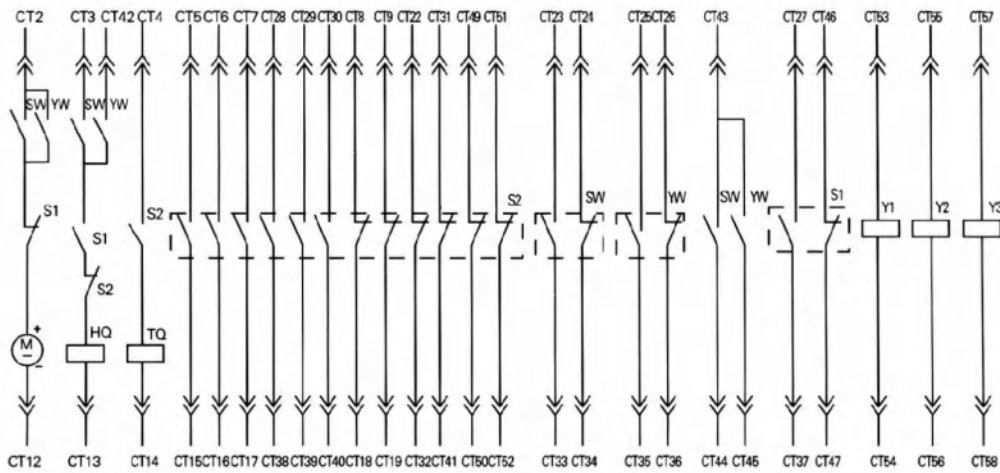 CT2 CT3 CT42 CT4 CT5 CT6 CT7 CT28 CT29 CT30 CT8 CT9 CT22 CT31 CT49 CT51 CT23 CT24 CT25 CT26 CT43 CT27 CT46 CT53 CT55 CT57
SW YW SW YW
S1 S2 S2 SW YW SW YW S1 Y1 Y2 Y3
S1
S2
M + − HQ TQ
CT12 CT13 CT14 CT15 CT16 CT17 CT38 CT39 CT40 CT18 CT19 CT32 CT41 CT50 CT52 CT33 CT34 CT35 CT36 CT44 CT45 CT37 CT47 CT54 CT56 CT58